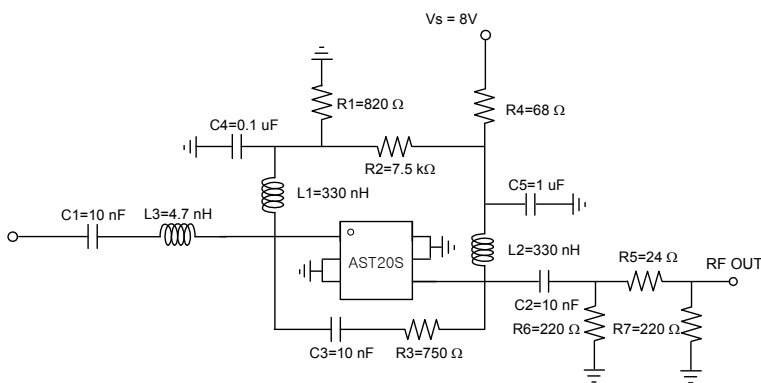 Vs = 8V
R1=820 Ω
R4=68 Ω
C4=0.1 uF
R2=7.5 kΩ
C5=1 uF
L1=330 nH
C1=10 nF
L3=4.7 nH
L2=330 nH
AST20S
R5=24 Ω
RF OUT
C2=10 nF
R6=220 Ω
R7=220 Ω
C3=10 nF
R3=750 Ω